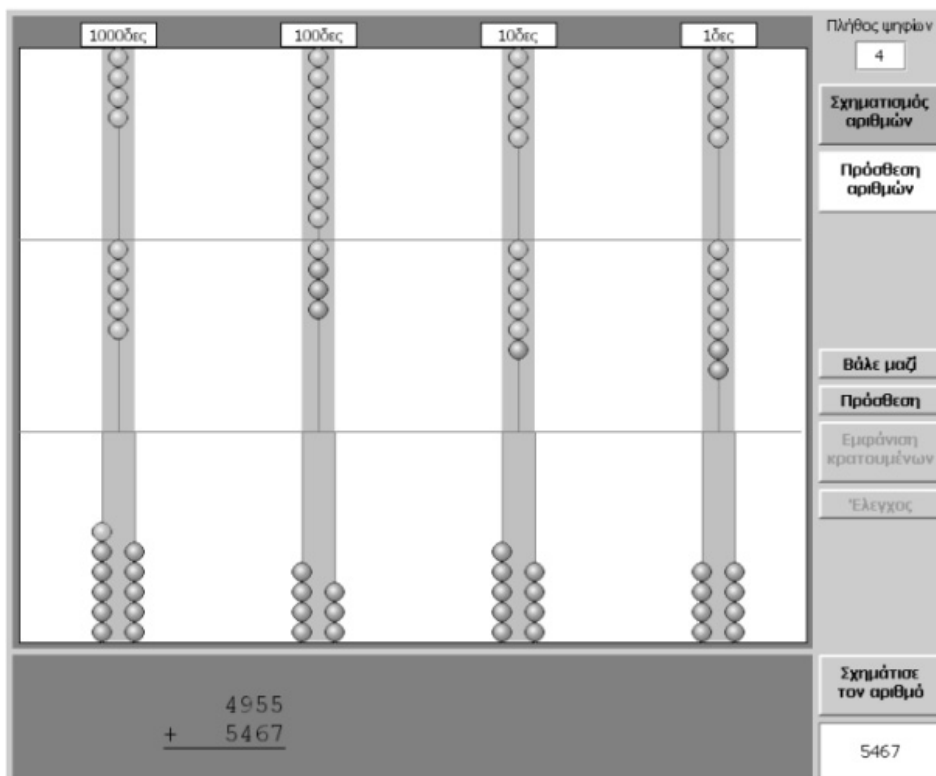 1000δες 100δες 10δες 1δες
Πλήθος ψηφίων
4
Σχηματισμός
αριθμών
Πρόσθεση
αριθμών
Βάλε μαζί
Πρόσθεση
Εμφάνιση
κρατουμένων
Έλεγχος
Σχημάτισε
τον αριθμό
5467
4955
+ 5467